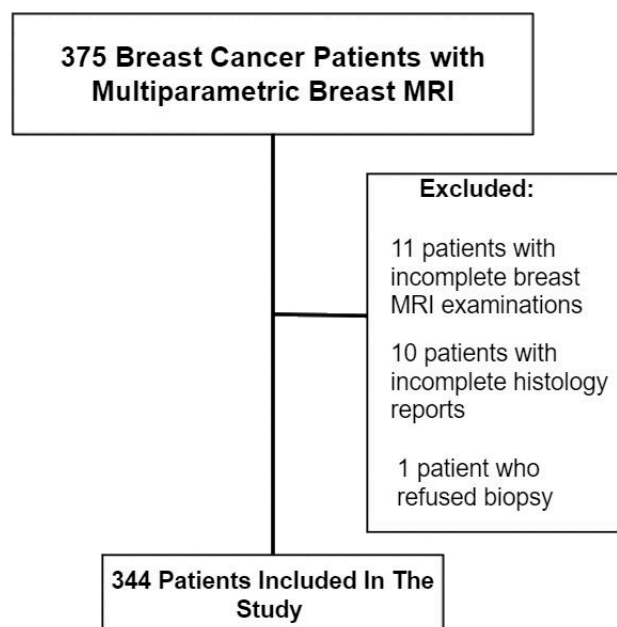 375 Breast Cancer Patients with
Multiparametric Breast MRI
Excluded:
11 patients with
incomplete breast
MRI examinations
10 patients with
incomplete histology
reports
1 patient who
refused biopsy
344 Patients Included In The
Study